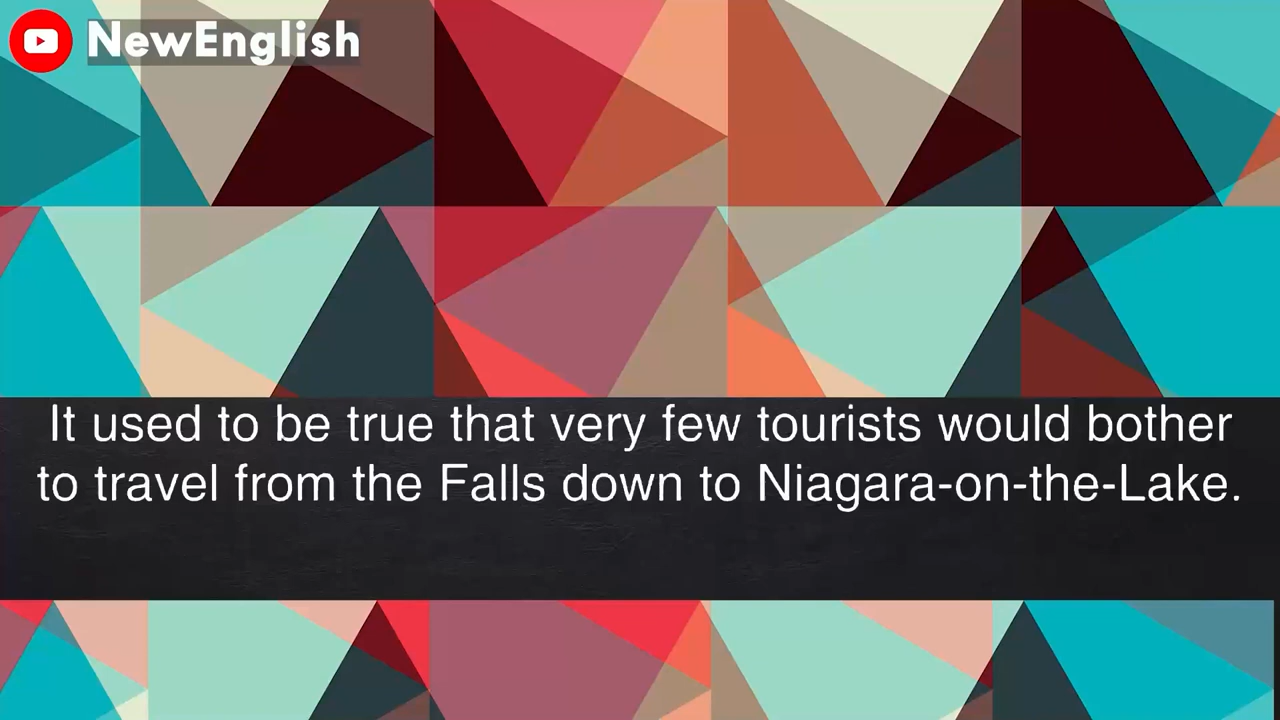 NewEnglish
It used to be true that very few tourists would bother
to travel from the Falls down to Niagara-on-the-Lake.